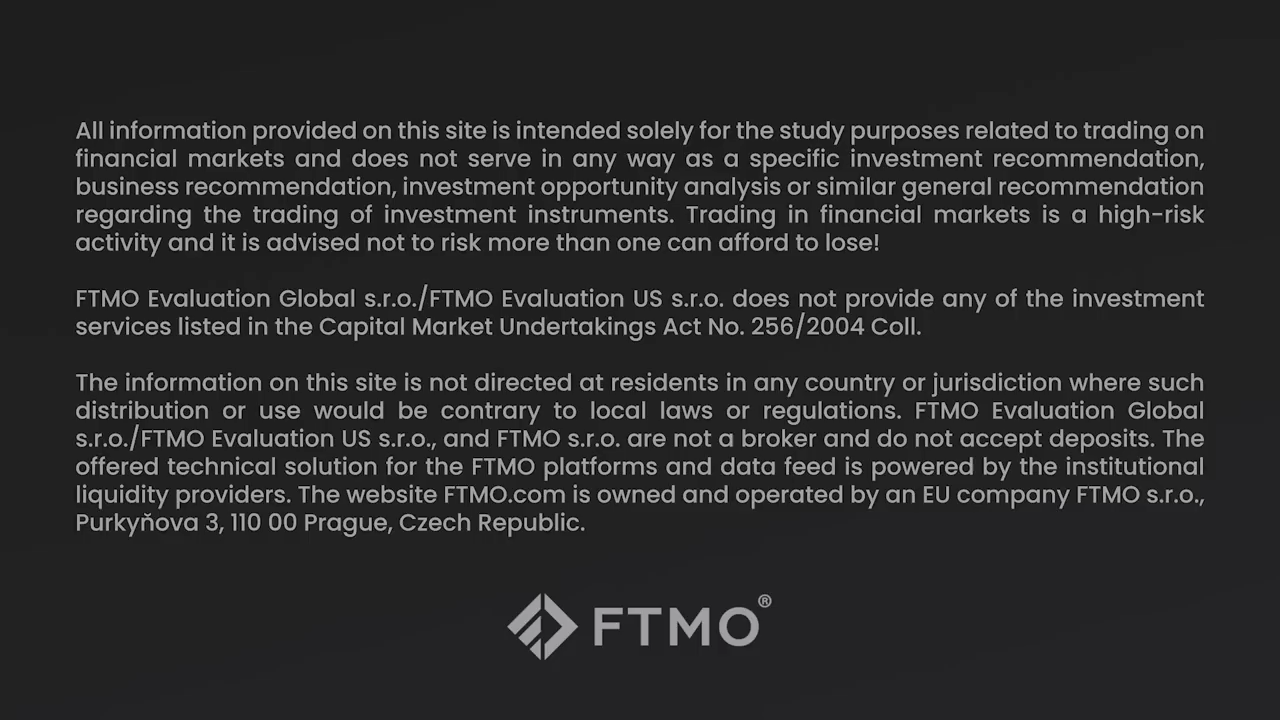 All information provided on this site is intended solely for the study purposes related to trading on
financial markets and does not serve in any way as a specific investment recommendation,
business recommendation, investment opportunity analysis or similar general recommendation
regarding the trading of investment instruments. Trading in financial markets is a high-risk
activity and it is advised not to risk more than one can afford to lose!
FTMO Evaluation Global s.r.o./FTMO Evaluation US s.r.o. does not provide any of the investment
services listed in the Capital Market Undertakings Act No. 256/2004 Coll.
The information on this site is not directed at residents in any country or jurisdiction where such
distribution or use would be contrary to local laws or regulations. FTMO Evaluation Global
s.r.o./FTMO Evaluation US s.r.o., and FTMO s.r.o. are not a broker and do not accept deposits. The
offered technical solution for the FTMO platforms and data feed is powered by the institutional
liquidity providers. The website FTMO.com is owned and operated by an EU company FTMO s.r.o.,
Purkyňova 3, 110 00 Prague, Czech Republic.
FTMO®